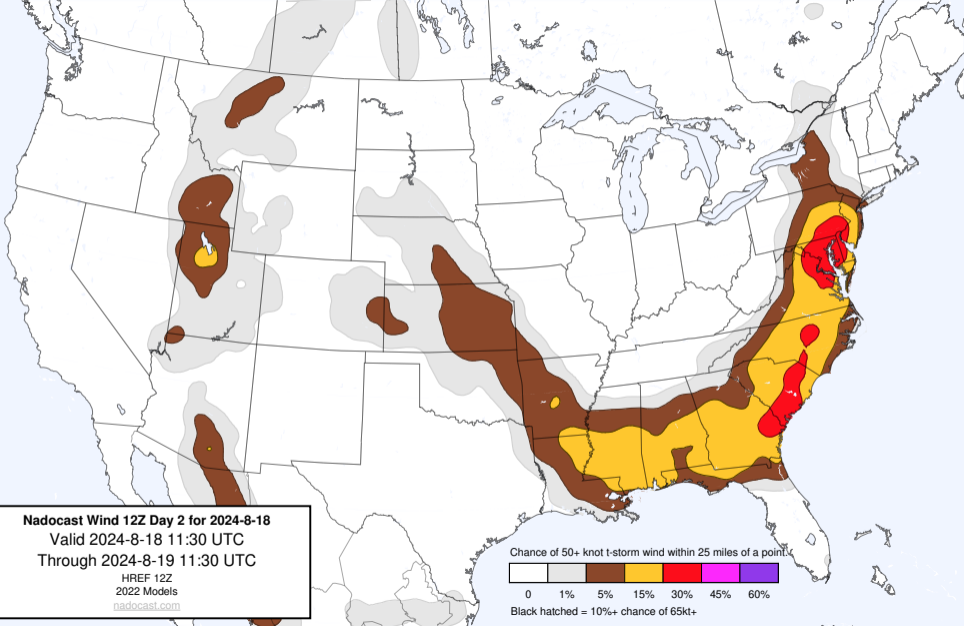 Nadocast Wind 12Z Day 2 for 2024-8-18
Valid 2024-8-18 11:30 UTC
Through 2024-8-19 11:30 UTC
HREF 12Z
2022 Models
nadocast.com
Chance of 50+ knot t-storm wind within 25 miles of a point.
0 1% 5% 15% 30% 45% 60%
Black hatched = 10%+ chance of 65kt+